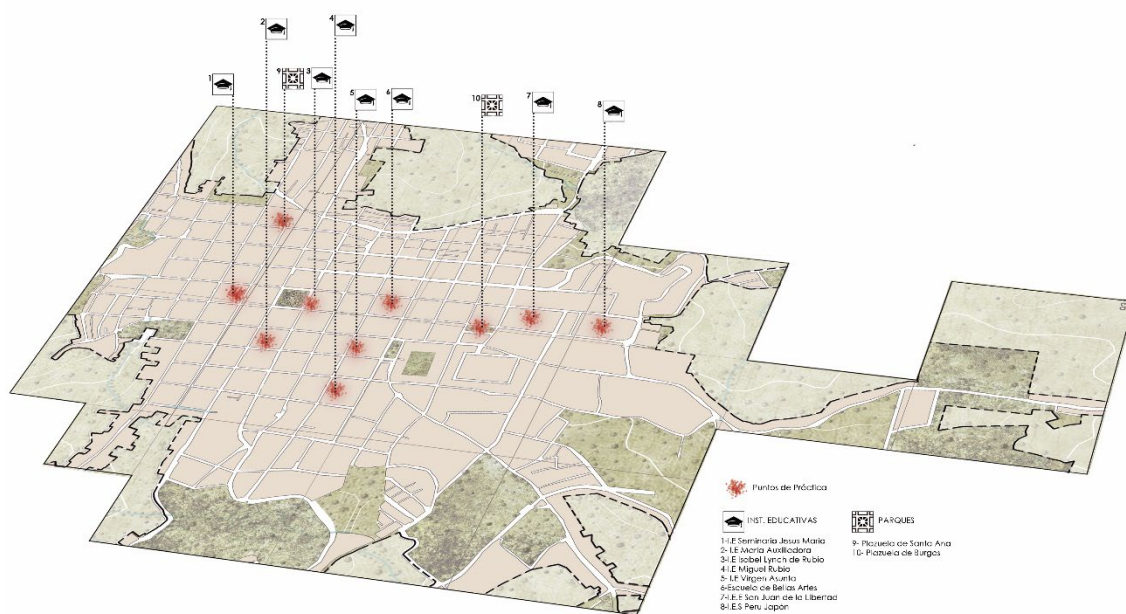 4
2
9
3
1
5
6
10
7
8
Puntos de Práctica
INST. EDUCATIVAS
1-I.E Seminario Jesus Maria
2- I.E Maria Auxiliadora
3-I.E Isabel Lynch de Rubio
4-I.E Miguel Rubio
5- I.E Virgen Asunta
6-Escuela de Bellas Artes
7-I.E.E San Juan de la Libertad
8-I.E.S Peru Japón
PARQUES
9- Plazuela de Santa Ana
10- Plazuela de Burgos